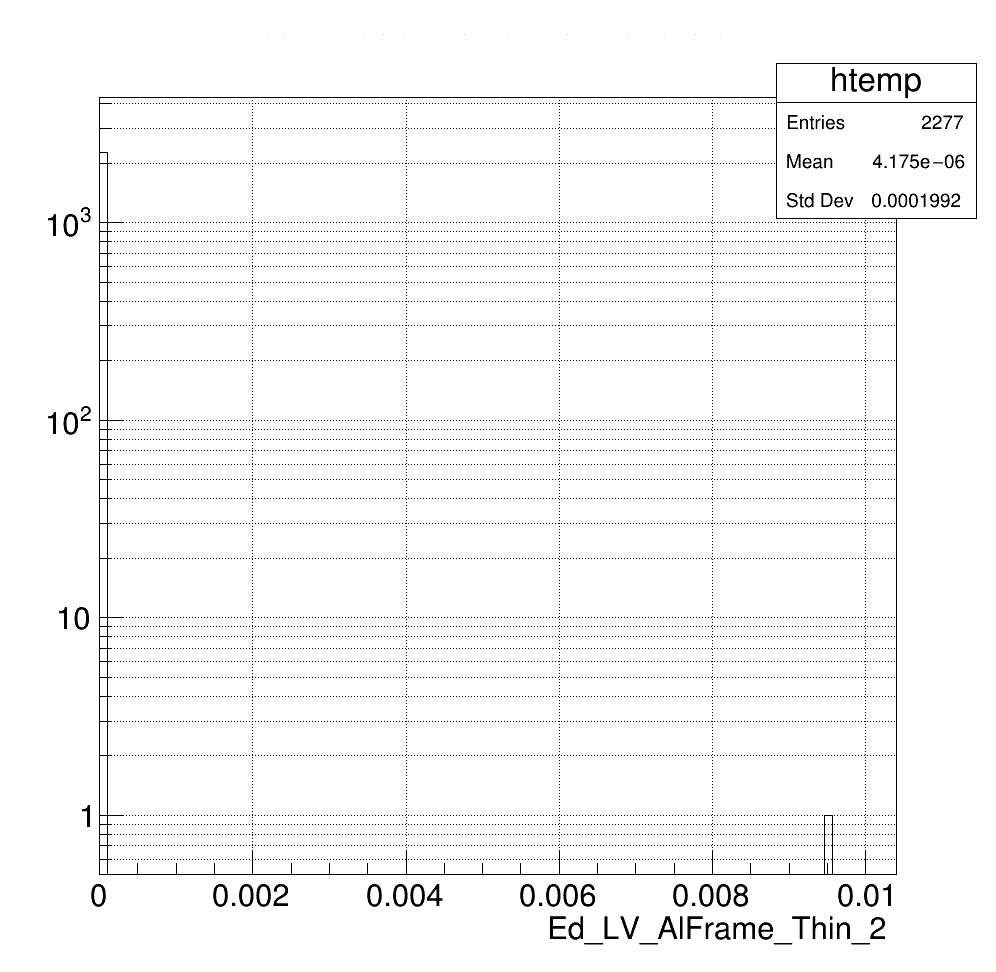 htemp
Entries 2277
Mean 4.175e−06
Std Dev 0.0001992
10³
10²
10
1
0 0.002 0.004 0.006 0.008 0.01
Ed_LV_AlFrame_Thin_2